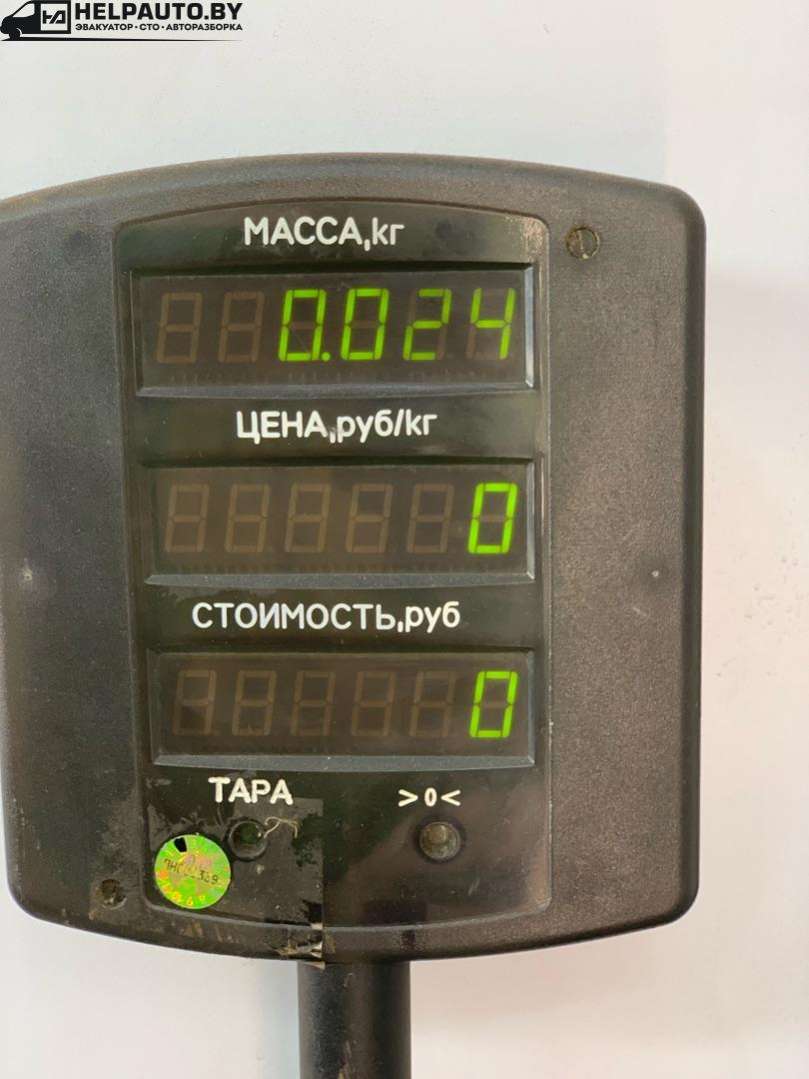 HELPAUTO.BY
ЭВАКУАТОР • СТО • АВТОРАЗБОРКА
МАССА,кг
0.024
ЦЕНА,руб/кг
0
СТОИМОСТЬ,руб
0
ТАРА >0<